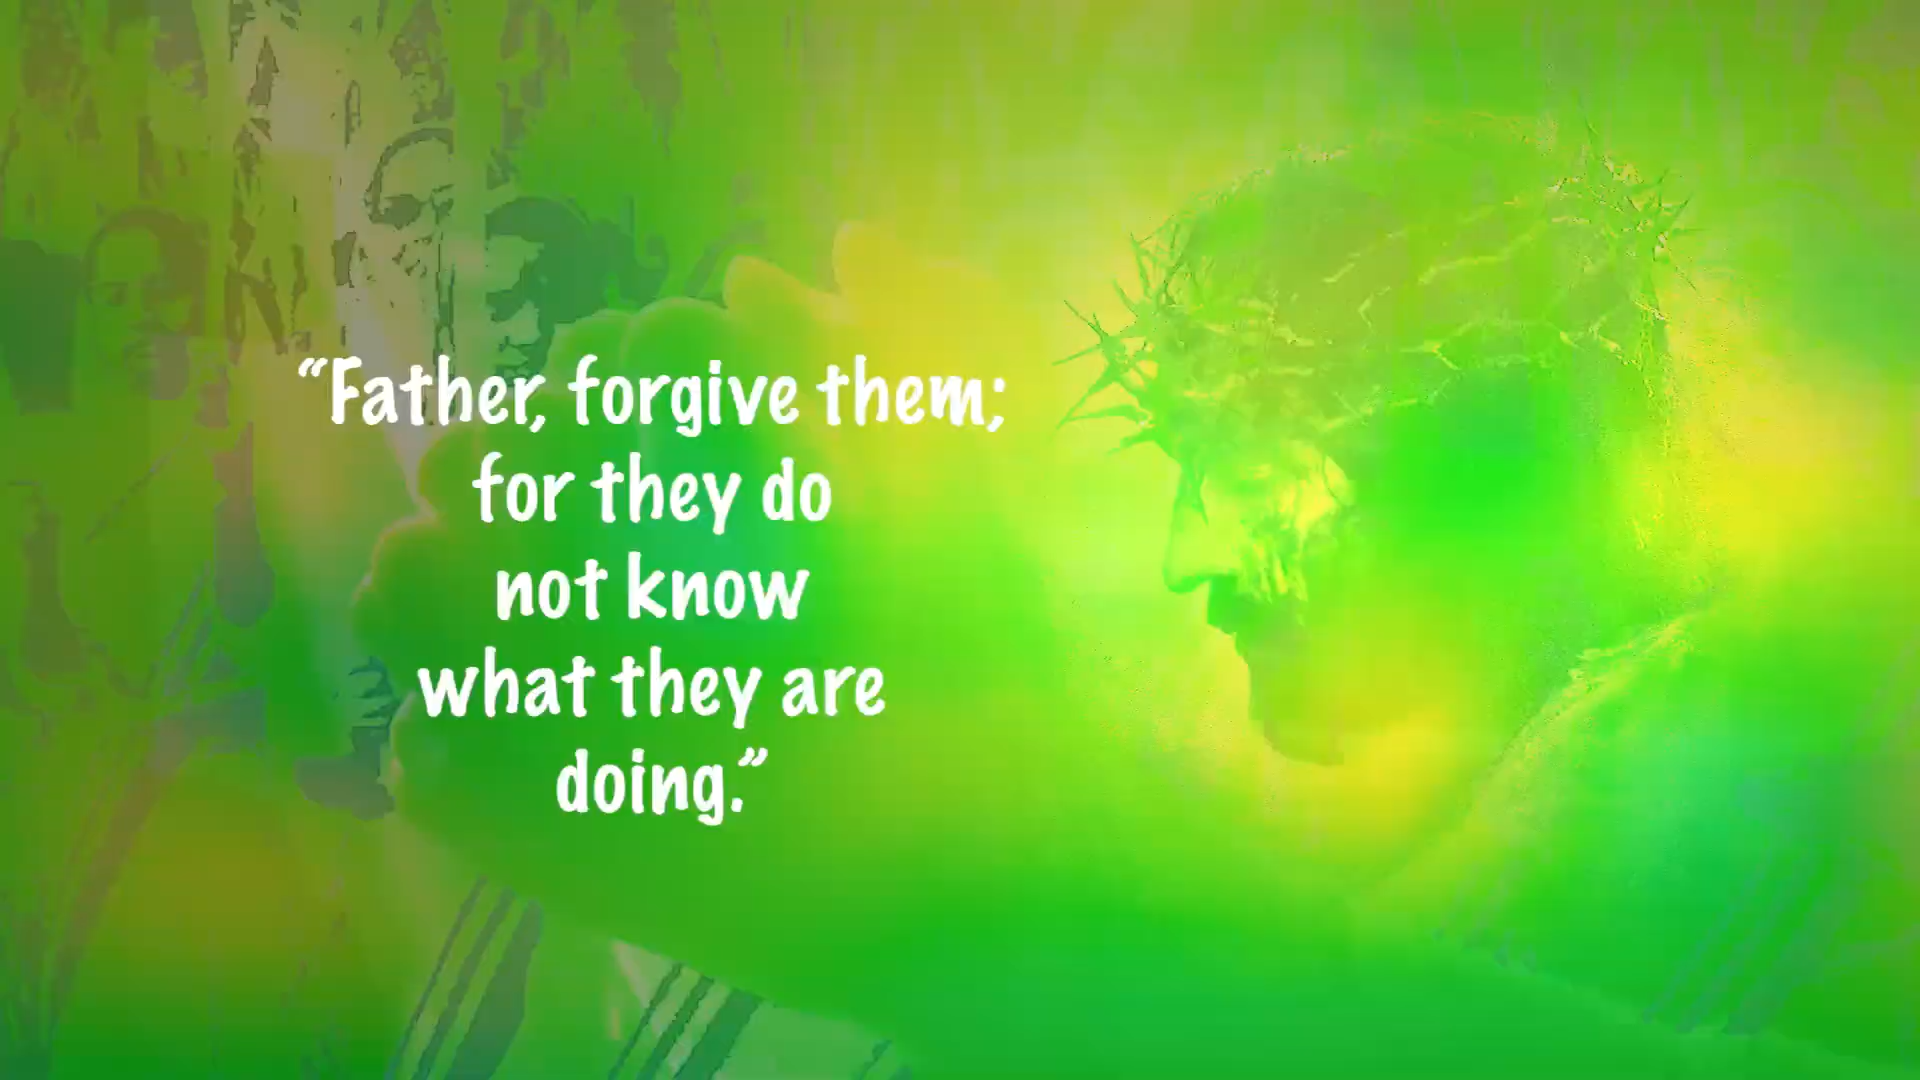 “Father, forgive them;
for they do
not know
what they are
doing.”